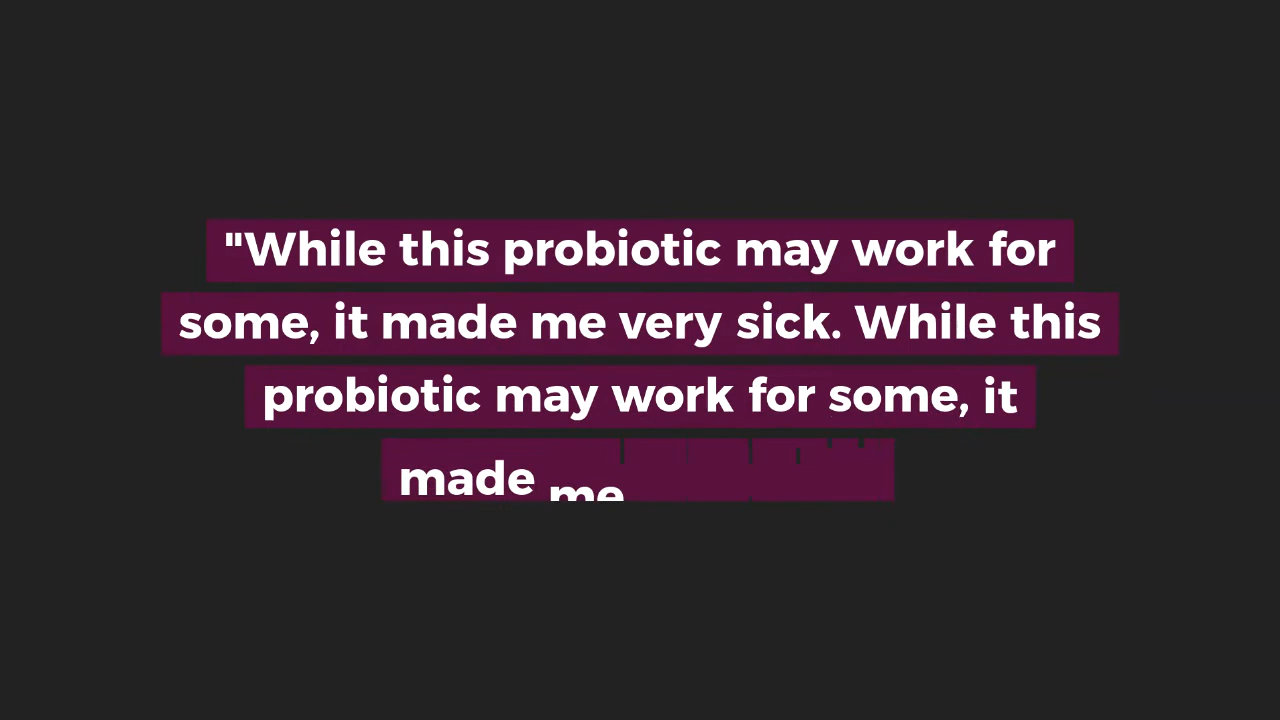 "While this probiotic may work for
some, it made me very sick. While this
probiotic may work for some, it
made me